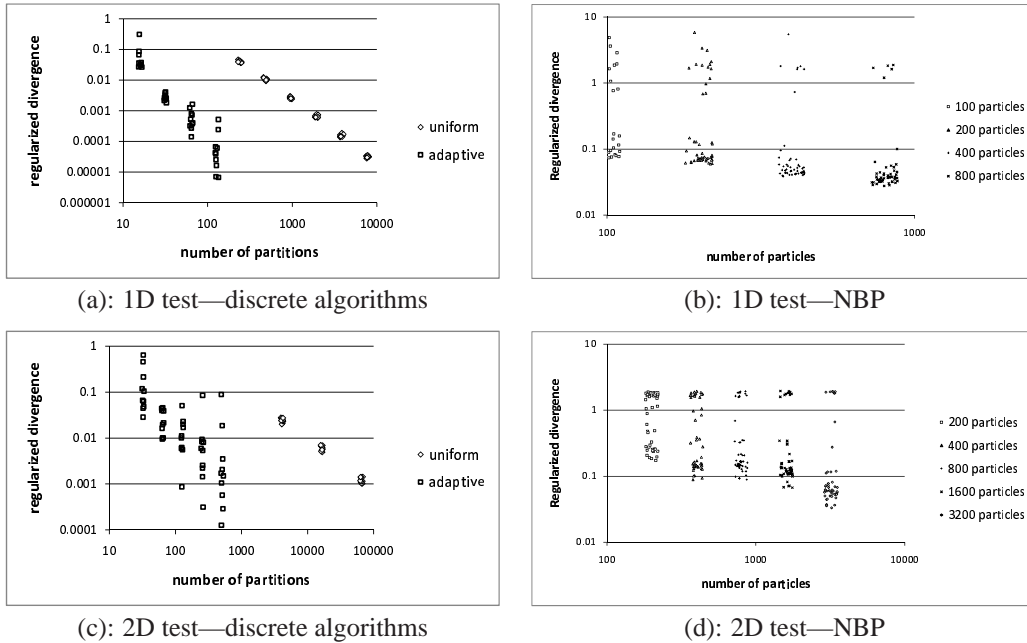 1
0.1
0.01
0.001
0.0001
0.00001
0.000001
regularized divergence
10 100 1000 10000
number of partitions
uniform
adaptive
(a): 1D test—discrete algorithms
10
1
0.1
0.01
Regularized divergence
100 1000
number of particles
100 particles
200 particles
400 particles
800 particles
(b): 1D test—NBP
1
0.1
0.01
0.001
0.0001
regularized divergence
10 100 1000 10000 100000
number of partitions
uniform
adaptive
(c): 2D test—discrete algorithms
10
1
0.1
0.01
Regularized divergence
100 1000 10000
number of particles
200 particles
400 particles
800 particles
1600 particles
3200 particles
(d): 2D test—NBP